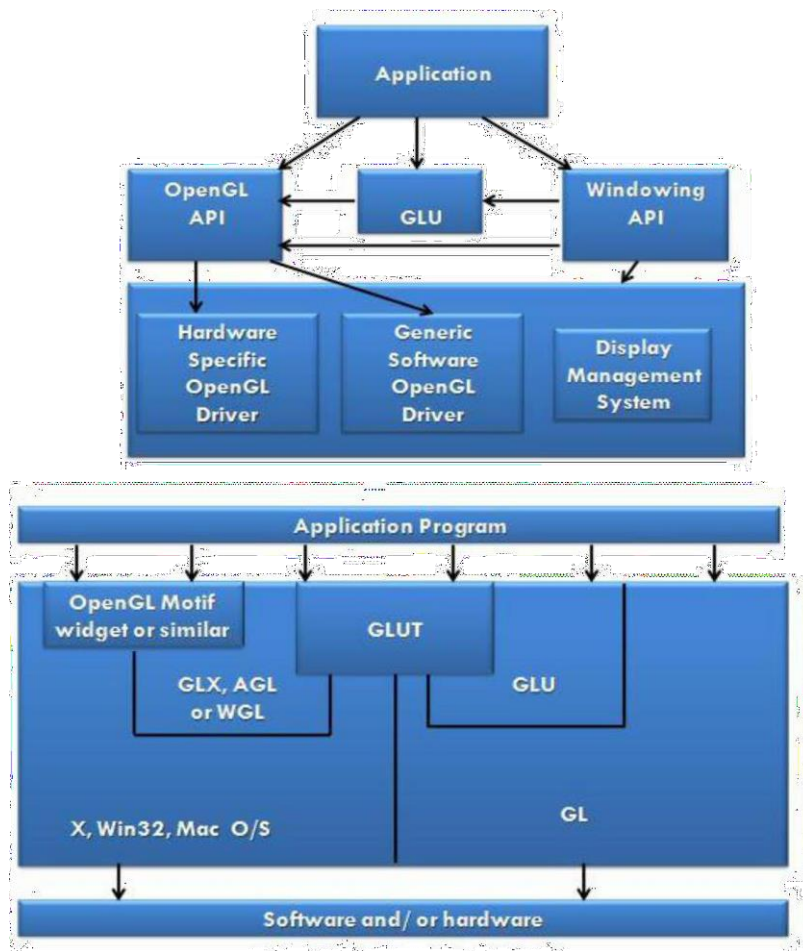 Application
OpenGL
API
GLU
Windowing
API
Hardware
Specific
OpenGL
Driver
Generic
Software
OpenGL
Driver
Display
Management
System
Application Program
OpenGL Motif
widget or similar
GLUT
GLX, AGL
or WGL
GLU
X, Win32, Mac O/S
GL
Software and/ or hardware